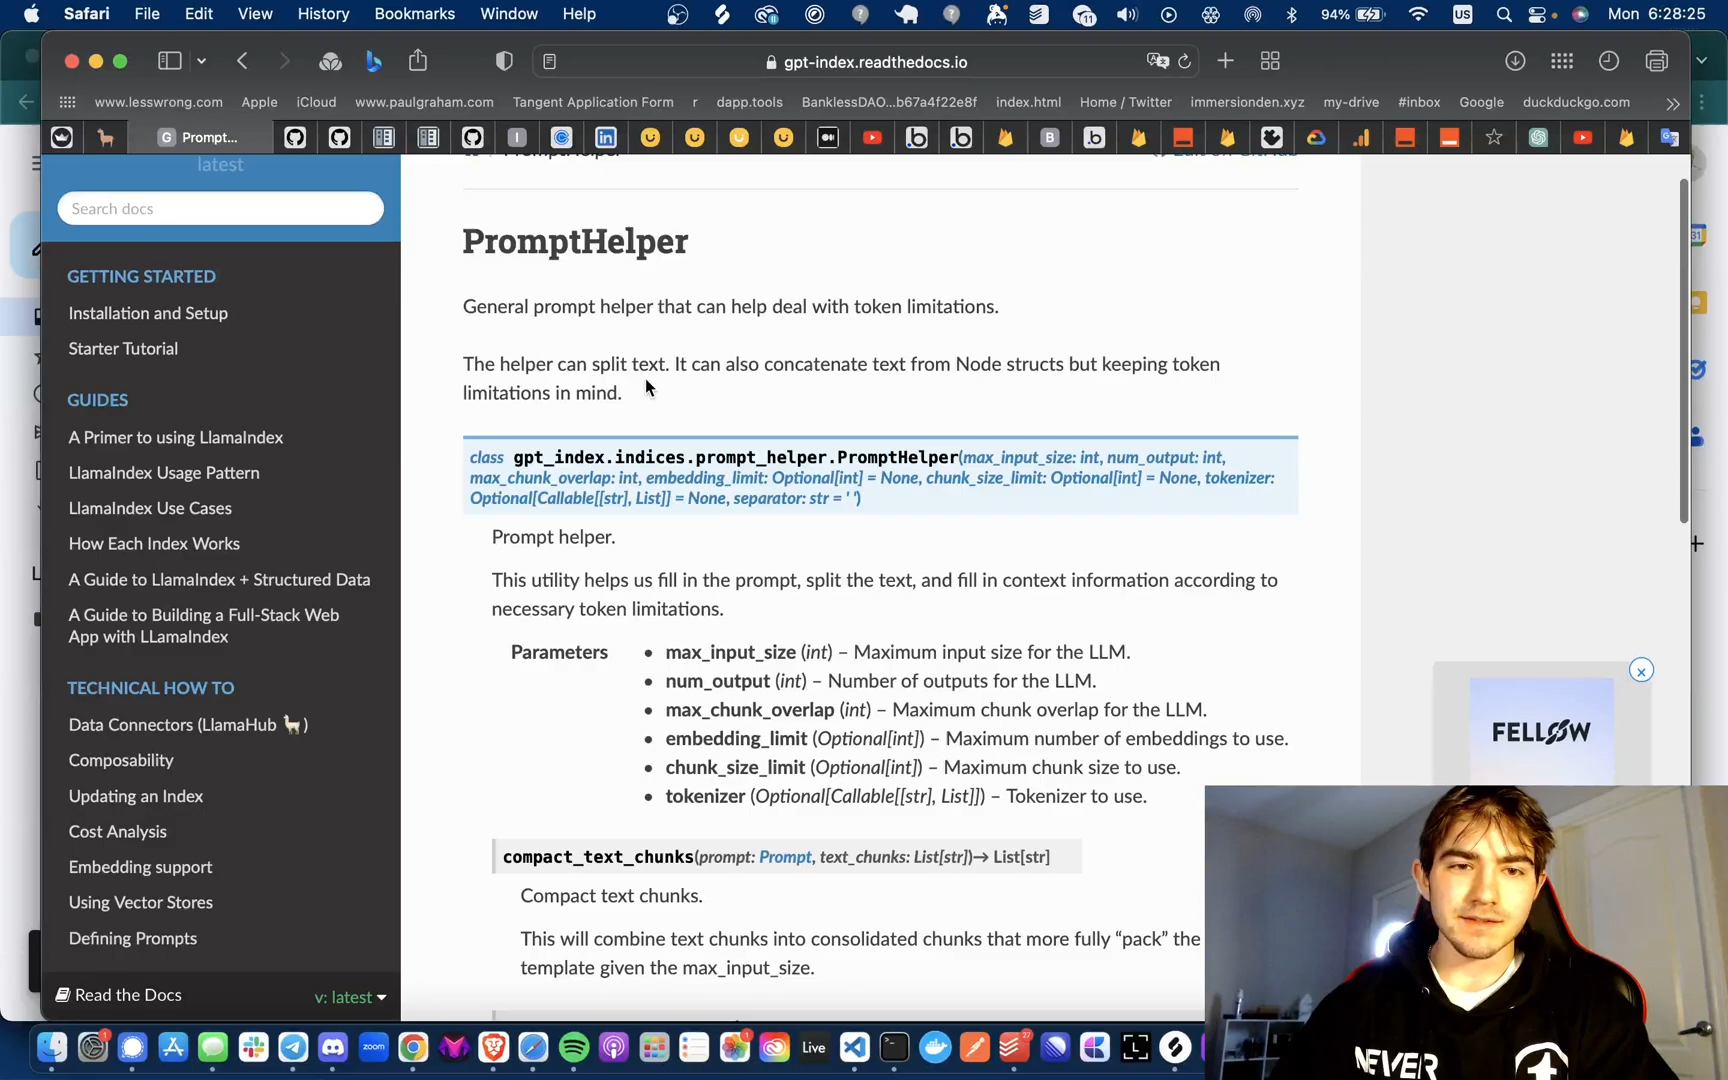 Safari File Edit View History Bookmarks Window Help
11
94%
US
Mon 6:28:25
gpt-index.readthedocs.io
www.lesswrong.com Apple iCloud www.paulgraham.com Tangent Application Form r dapp.tools BanklessDAO...b67a4f22e8f index.html Home / Twitter immersionden.xyz my-drive #inbox Google duckduckgo.com
G Prompt...
latest
Search docs
GETTING STARTED
Installation and Setup
Starter Tutorial
GUIDES
A Primer to using LlamaIndex
LlamaIndex Usage Pattern
LlamaIndex Use Cases
How Each Index Works
A Guide to LlamaIndex + Structured Data
A Guide to Building a Full-Stack Web
App with LLamaIndex
TECHNICAL HOW TO
Data Connectors (LlamaHub 🦙)
Composability
Updating an Index
Cost Analysis
Embedding support
Using Vector Stores
Defining Prompts
Read the Docs
v: latest
PromptHelper
General prompt helper that can help deal with token limitations.
The helper can split text. It can also concatenate text from Node structs but keeping token
limitations in mind.
class gpt_index.indices.prompt_helper.PromptHelper(max_input_size: int, num_output: int,
max_chunk_overlap: int, embedding_limit: Optional[int] = None, chunk_size_limit: Optional[int] = None, tokenizer:
Optional[Callable[[str], List]] = None, separator: str = ' ')
Prompt helper.
This utility helps us fill in the prompt, split the text, and fill in context information according to
necessary token limitations.
Parameters
• max_input_size (int) – Maximum input size for the LLM.
• num_output (int) – Number of outputs for the LLM.
• max_chunk_overlap (int) – Maximum chunk overlap for the LLM.
• embedding_limit (Optional[int]) – Maximum number of embeddings to use.
• chunk_size_limit (Optional[int]) – Maximum chunk size to use.
• tokenizer (Optional[Callable[[str], List]]) – Tokenizer to use.
compact_text_chunks(prompt: Prompt, text_chunks: List[str])→ List[str]
Compact text chunks.
This will combine text chunks into consolidated chunks that more fully “pack” the
template given the max_input_size.
FELLOW
NEVER
zoom
Live
27